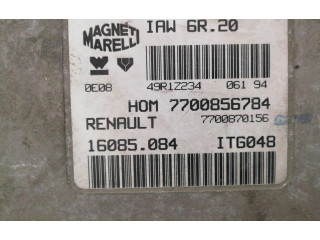 MAGNETI MARELLI
IAW 6R.20
0E08 49R1Z234 061 94
HOM 7700856784
RENAULT 7700870156
16085.084 ITG048